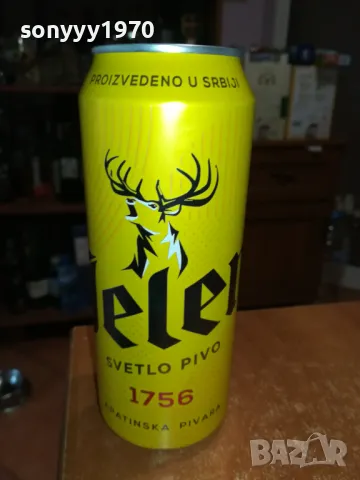 sonyyy1970
PROIZVEDENO U SRBIJI
Jelen
SVETLO PIVO
1756
APATINSKA PIVARA
BAZAR